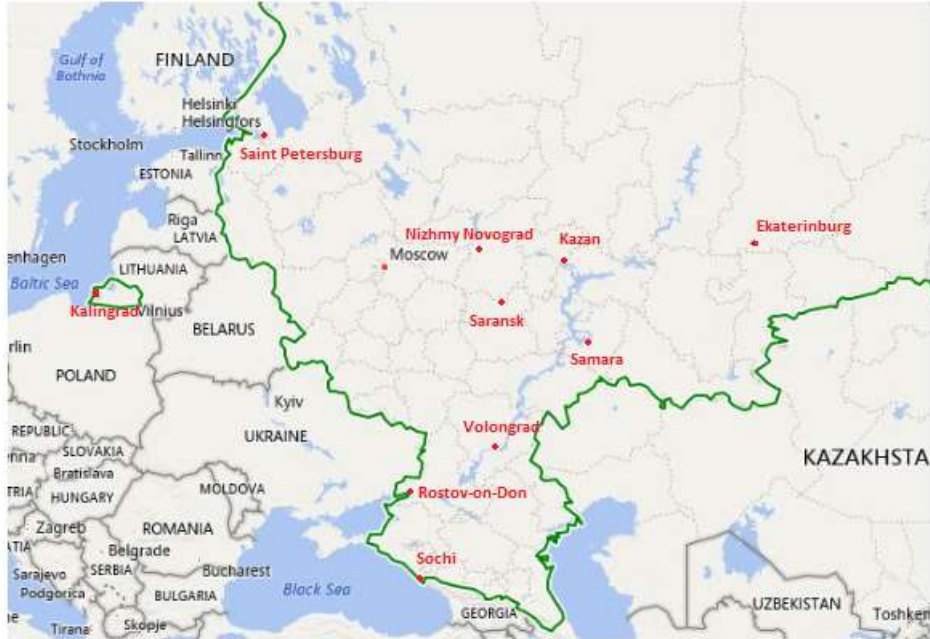 FINLAND
Gulf of
Bothnia
Helsinki
Helsingfors
Stockholm
Saint Petersburg
Tallinn
ESTONIA
Riga
LATVIA
Nizhmy Novograd
Kazan
Ekaterinburg
Moscow
enhagen
LITHUANIA
Baltic Sea
Kalingrad
Vilnius
Saransk
BELARUS
rlin
Samara
POLAND
Kyiv
REPUBLIC
Volongrad
UKRAINE
enna
SLOVAKIA
KAZAKHSTA
Bratislava
TRIA
HUNGARY
MOLDOVA
Rostov-on-Don
Zagreb
ROMANIA
ATIA
Belgrade
Sochi
Sarajevo
SERBIA
Bucharest
Podgorica
Black Sea
BULGARIA
UZBEKISTAN
GEORGIA
Toshken
ne
Tirana
Skopje